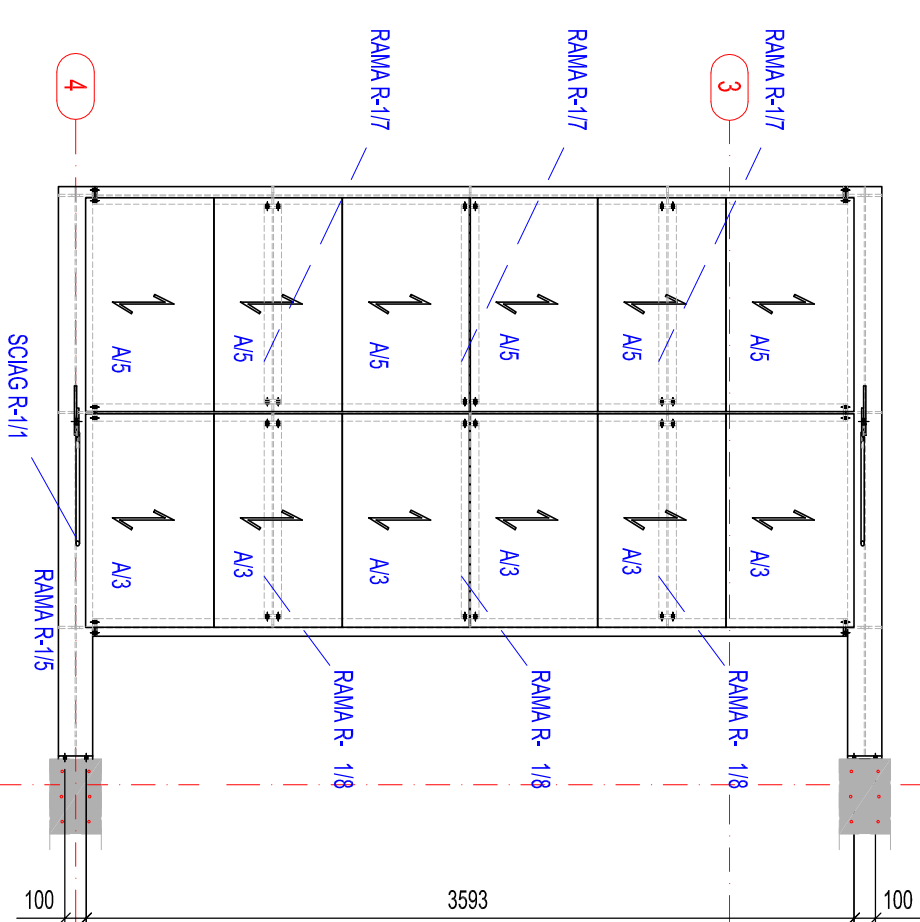 RAMA R-1/7
RAMA R-1/7
RAMA R-1/7
4
3
A/5
A/5
A/5
A/5
A/5
A/5
SCIAG R-1/1
A/3
A/3
A/3
A/3
A/3
A/3
RAMA R-1/5
RAMA R- 1/8
RAMA R- 1/8
RAMA R- 1/8
100
3593
100